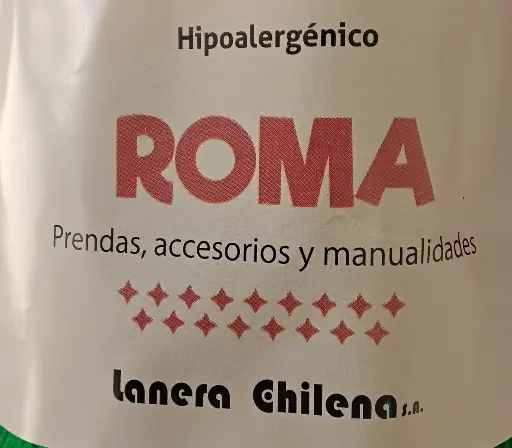 Hipoalergénico
ROMA
Prendas, accesorios y manualidades
Lanera Chilena s.a.